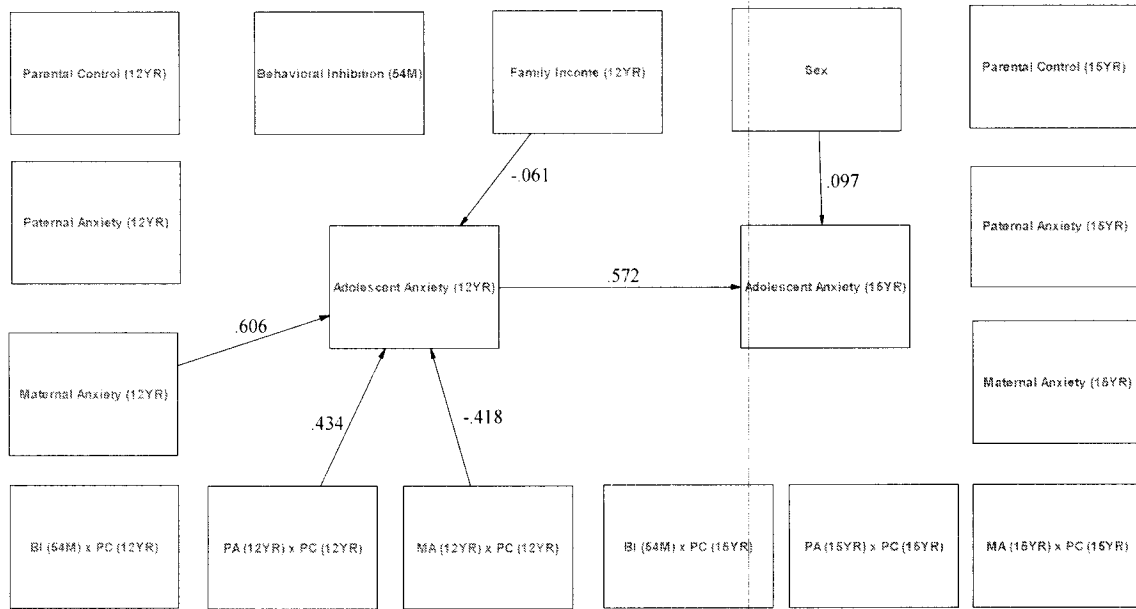 Parental Control (12YR)
Behavioral Inhibition (54M)
Family Income (12YR)
Sex
Parental Control (15YR)
-.061
.097
Paternal Anxiety (12YR)
Paternal Anxiety (15YR)
Adolescent Anxiety (12YR)
.572
Adolescent Anxiety (15YR)
.606
Maternal Anxiety (12YR)
Maternal Anxiety (15YR)
.434
-.418
BI (54M) x PC (12YR)
PA (12YR) x PC (12YR)
MA (12YR) x PC (12YR)
BI (54M) x PC (15YR)
PA (15YR) x PC (15YR)
MA (15YR) x PC (15YR)